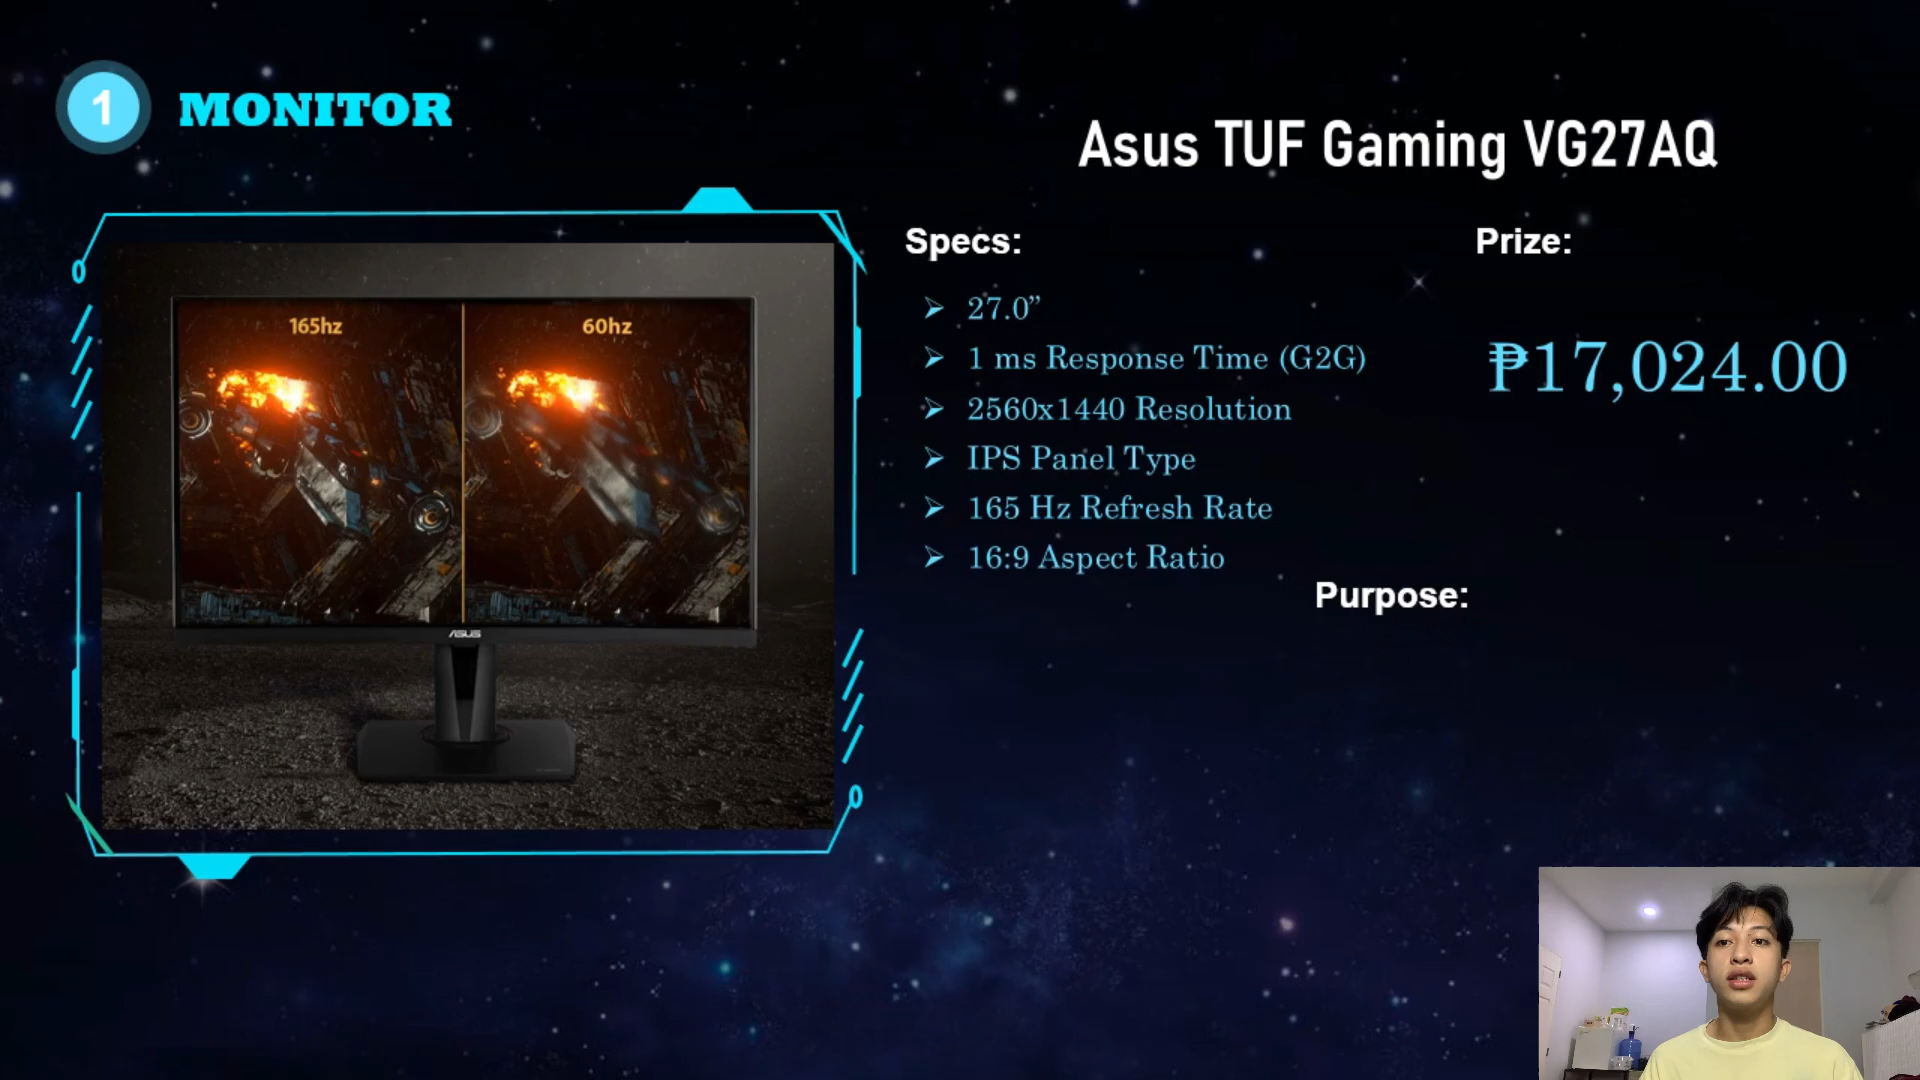 1
MONITOR
Asus TUF Gaming VG27AQ
165hz
60hz
ASUS
Specs:
➢ 27.0”
➢ 1 ms Response Time (G2G)
➢ 2560x1440 Resolution
➢ IPS Panel Type
➢ 165 Hz Refresh Rate
➢ 16:9 Aspect Ratio
Prize:
₱17,024.00
Purpose: